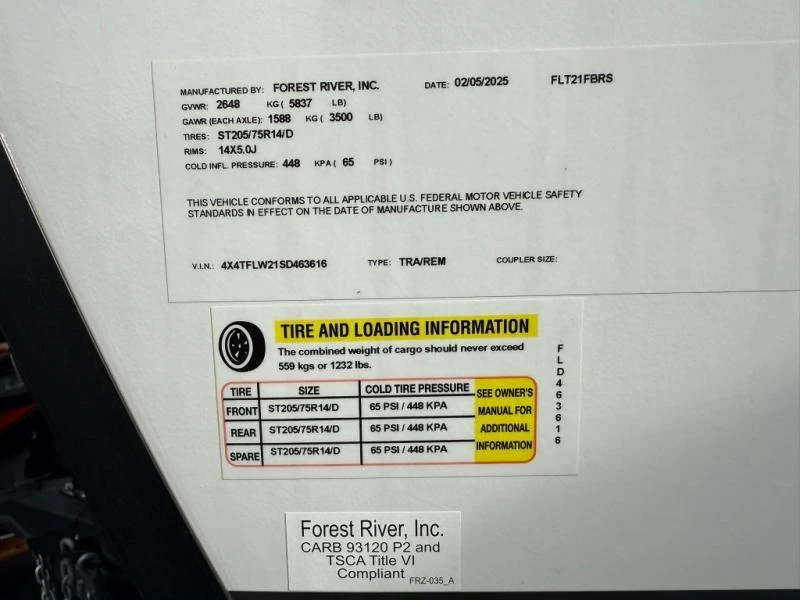 MANUFACTURED BY: FOREST RIVER, INC. DATE: 02/05/2025 FLT21FBRS
GVWR: 2648 KG ( 5837 LB)
GAWR (EACH AXLE): 1588 KG ( 3500 LB)
TIRES: ST205/75R14/D
RIMS: 14X5.0J
COLD INFL. PRESSURE: 448 KPA ( 65 PSI )
THIS VEHICLE CONFORMS TO ALL APPLICABLE U.S. FEDERAL MOTOR VEHICLE SAFETY
STANDARDS IN EFFECT ON THE DATE OF MANUFACTURE SHOWN ABOVE.
V.I.N.: 4X4TFLW21SD463616 TYPE: TRA/REM COUPLER SIZE:
TIRE AND LOADING INFORMATION
The combined weight of cargo should never exceed
559 kgs or 1232 lbs.
TIRE SIZE COLD TIRE PRESSURE
FRONT ST205/75R14/D 65 PSI / 448 KPA
REAR ST205/75R14/D 65 PSI / 448 KPA
SPARE ST205/75R14/D 65 PSI / 448 KPA
SEE OWNER'S
MANUAL FOR
ADDITIONAL
INFORMATION
FLD463616
Forest River, Inc.
CARB 93120 P2 and
TSCA Title VI
Compliant FRZ-035_A